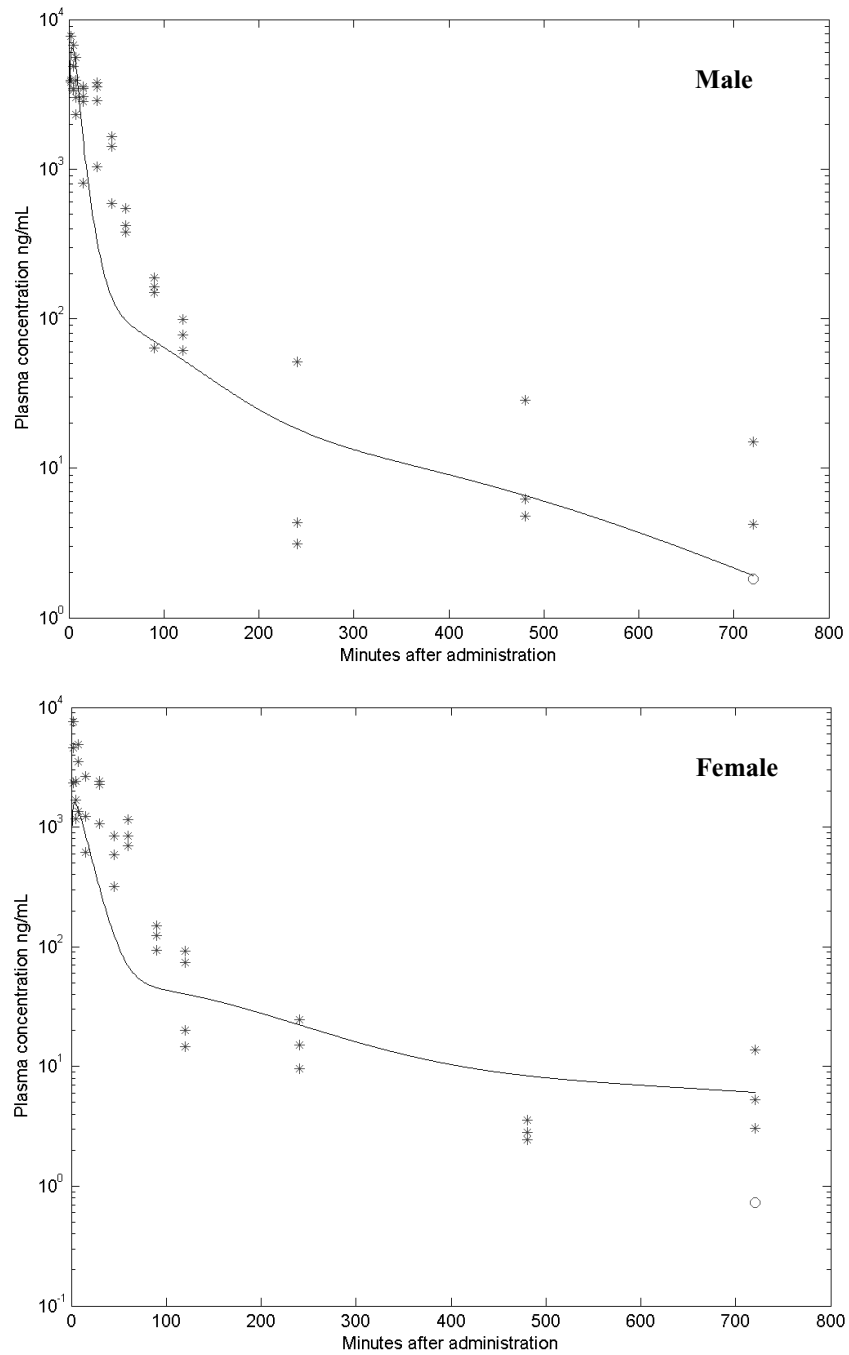 Male
10^4
10^3
10^2
10^1
10^0
Plasma concentration ng/mL
0 100 200 300 400 500 600 700 800
Minutes after administration
Female
10^4
10^3
10^2
10^1
10^0
10^-1
Plasma concentration ng/mL
0 100 200 300 400 500 600 700 800
Minutes after administration